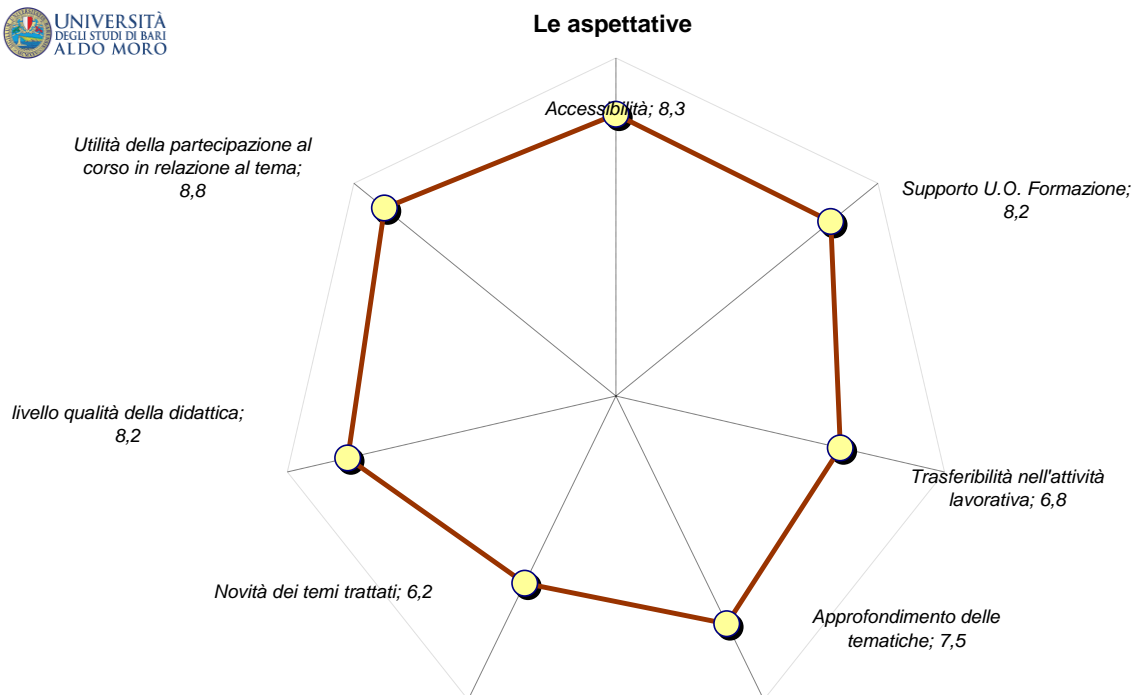 UNIVERSITÀ
DEGLI STUDI DI BARI
ALDO MORO
Le aspettative
Accessibilità; 8,3
Utilità della partecipazione al
corso in relazione al tema;
8,8
Supporto U.O. Formazione;
8,2
livello qualità della didattica;
8,2
Trasferibilità nell'attività
lavorativa; 6,8
Novità dei temi trattati; 6,2
Approfondimento delle
tematiche; 7,5